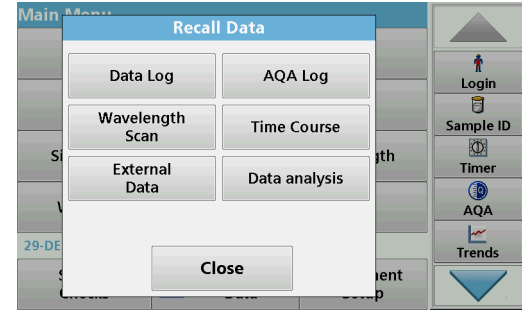 Main Menu
Recall Data
Data Log
AQA Log
Wavelength
Scan
Time Course
External
Data
Data analysis
Close
29-DE
Login
Sample ID
Timer
AQA
Trends